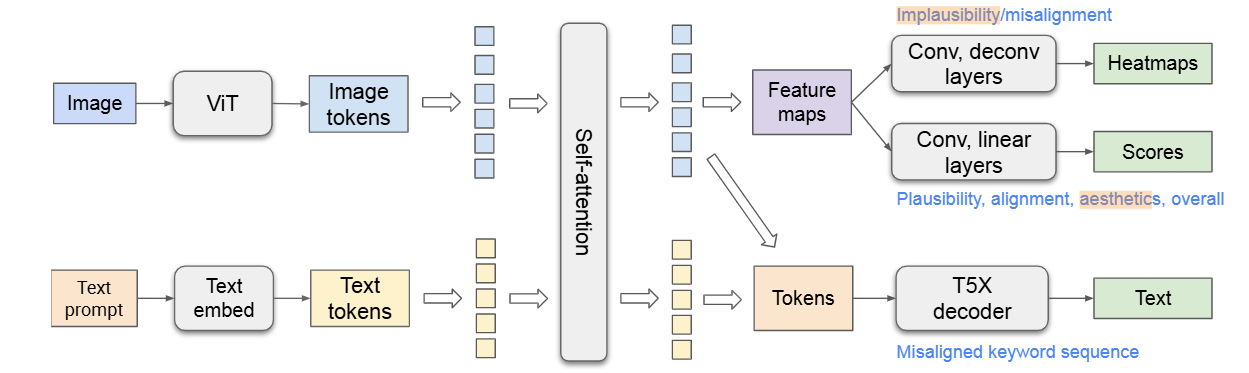 Implausibility/misalignment
Image
ViT
Image
tokens
Feature
maps
Conv, deconv
layers
Heatmaps
Conv, linear
layers
Scores
Plausibility, alignment, aesthetics, overall
Self-attention
Text
prompt
Text
embed
Text
tokens
Tokens
T5X
decoder
Text
Misaligned keyword sequence